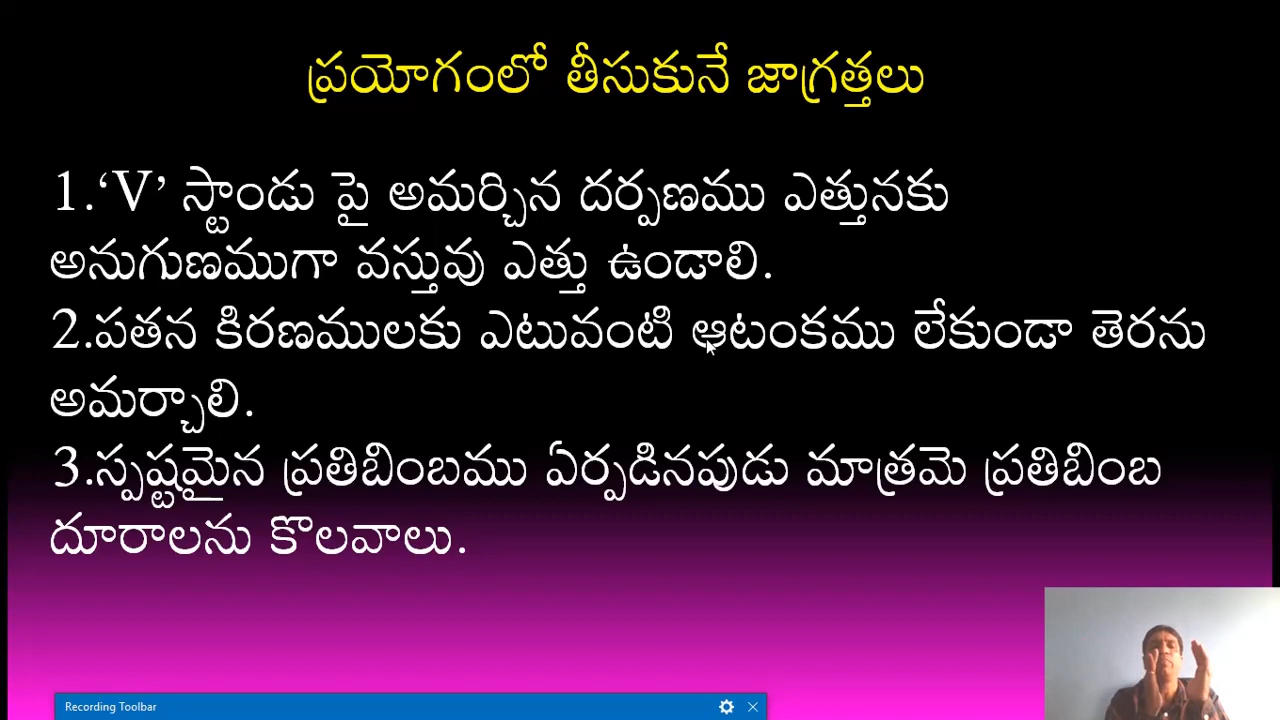 ప్రయోగంలో తీసుకునే జాగ్రత్తలు
1.‘V’ స్టాండు పై అమర్చిన దర్పణము ఎత్తునకు
అనుగుణముగా వస్తువు ఎత్తు ఉండాలి.
2.పతన కిరణములకు ఎటువంటి ఆటంకము లేకుండా తెరను
అమర్చాలి.
3.స్పష్టమైన ప్రతిబింబము ఏర్పడినపుడు మాత్రమె ప్రతిబింబ
దూరాలను కొలవాలు.
Recording Toolbar